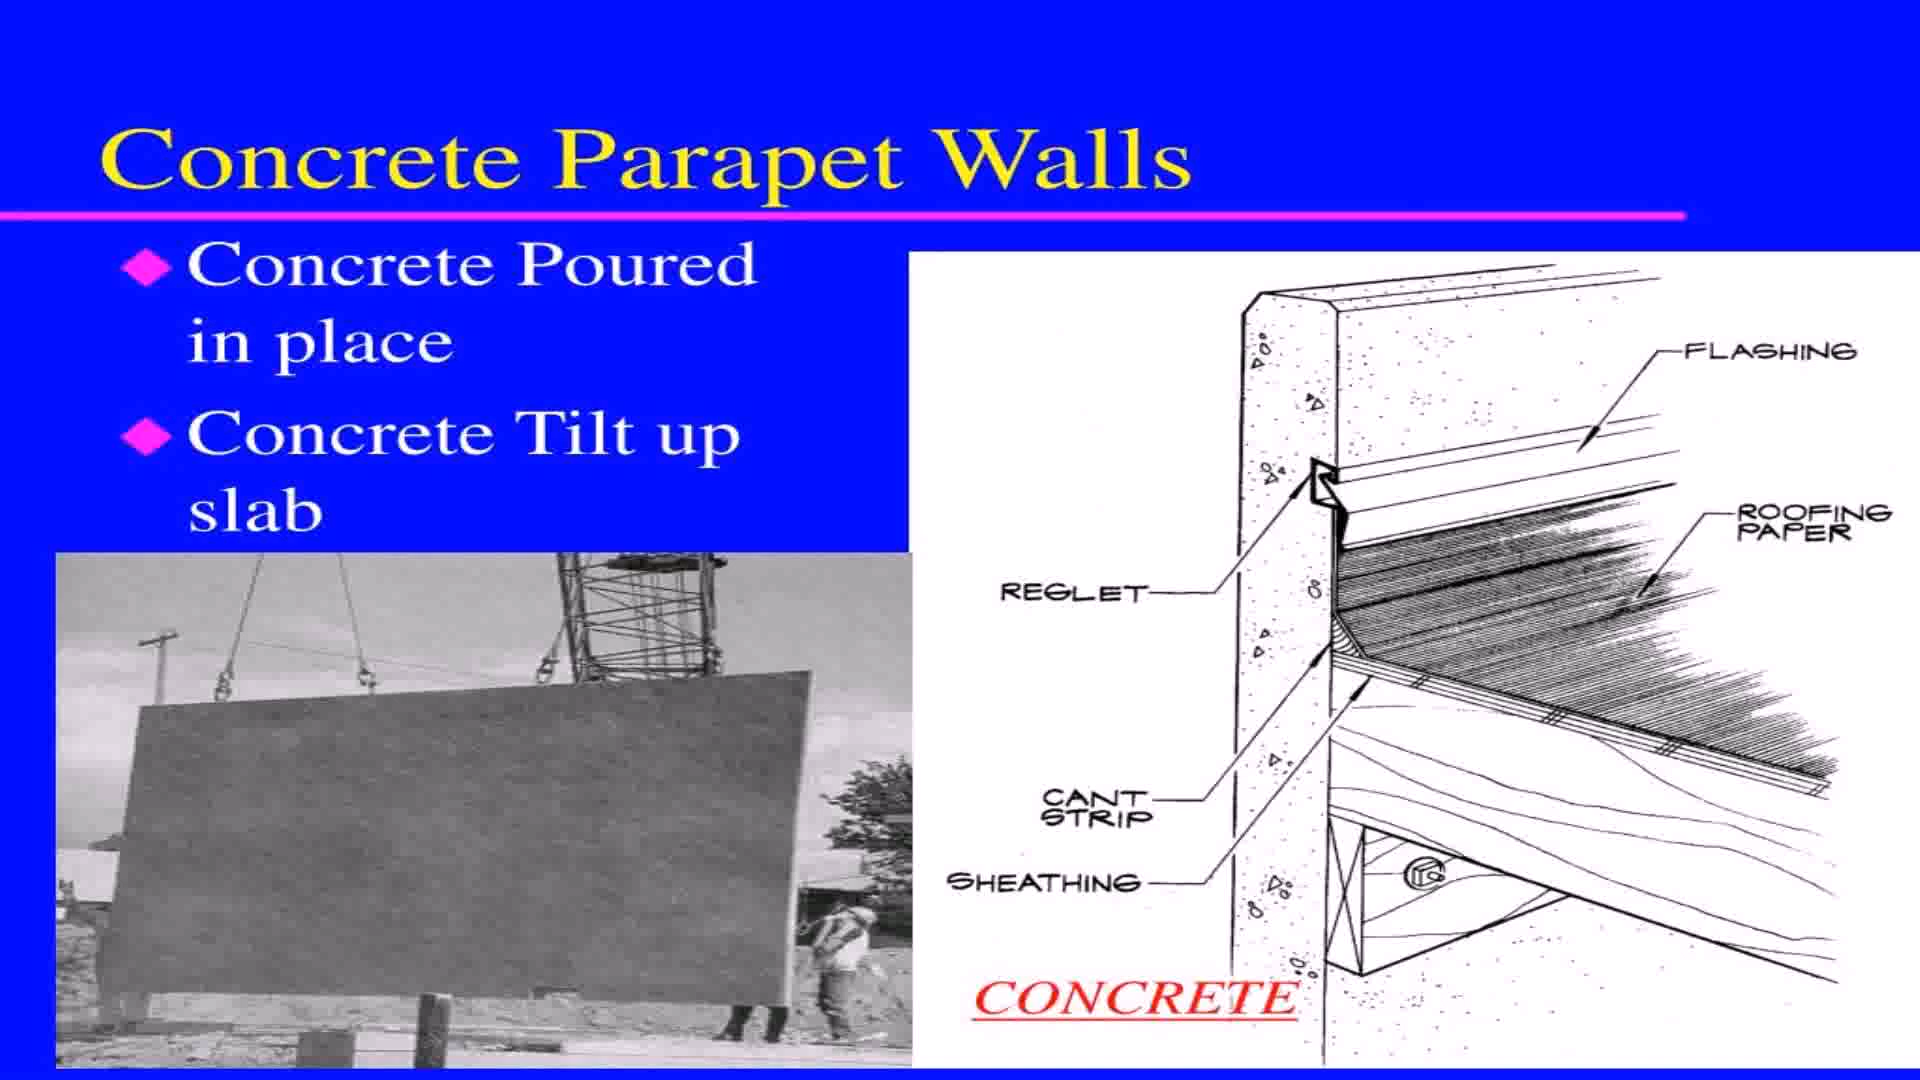 Concrete Parapet Walls
Concrete Poured
in place
Concrete Tilt up
slab
FLASHING
ROOFING
PAPER
REGLET
CANT
STRIP
SHEATHING
CONCRETE